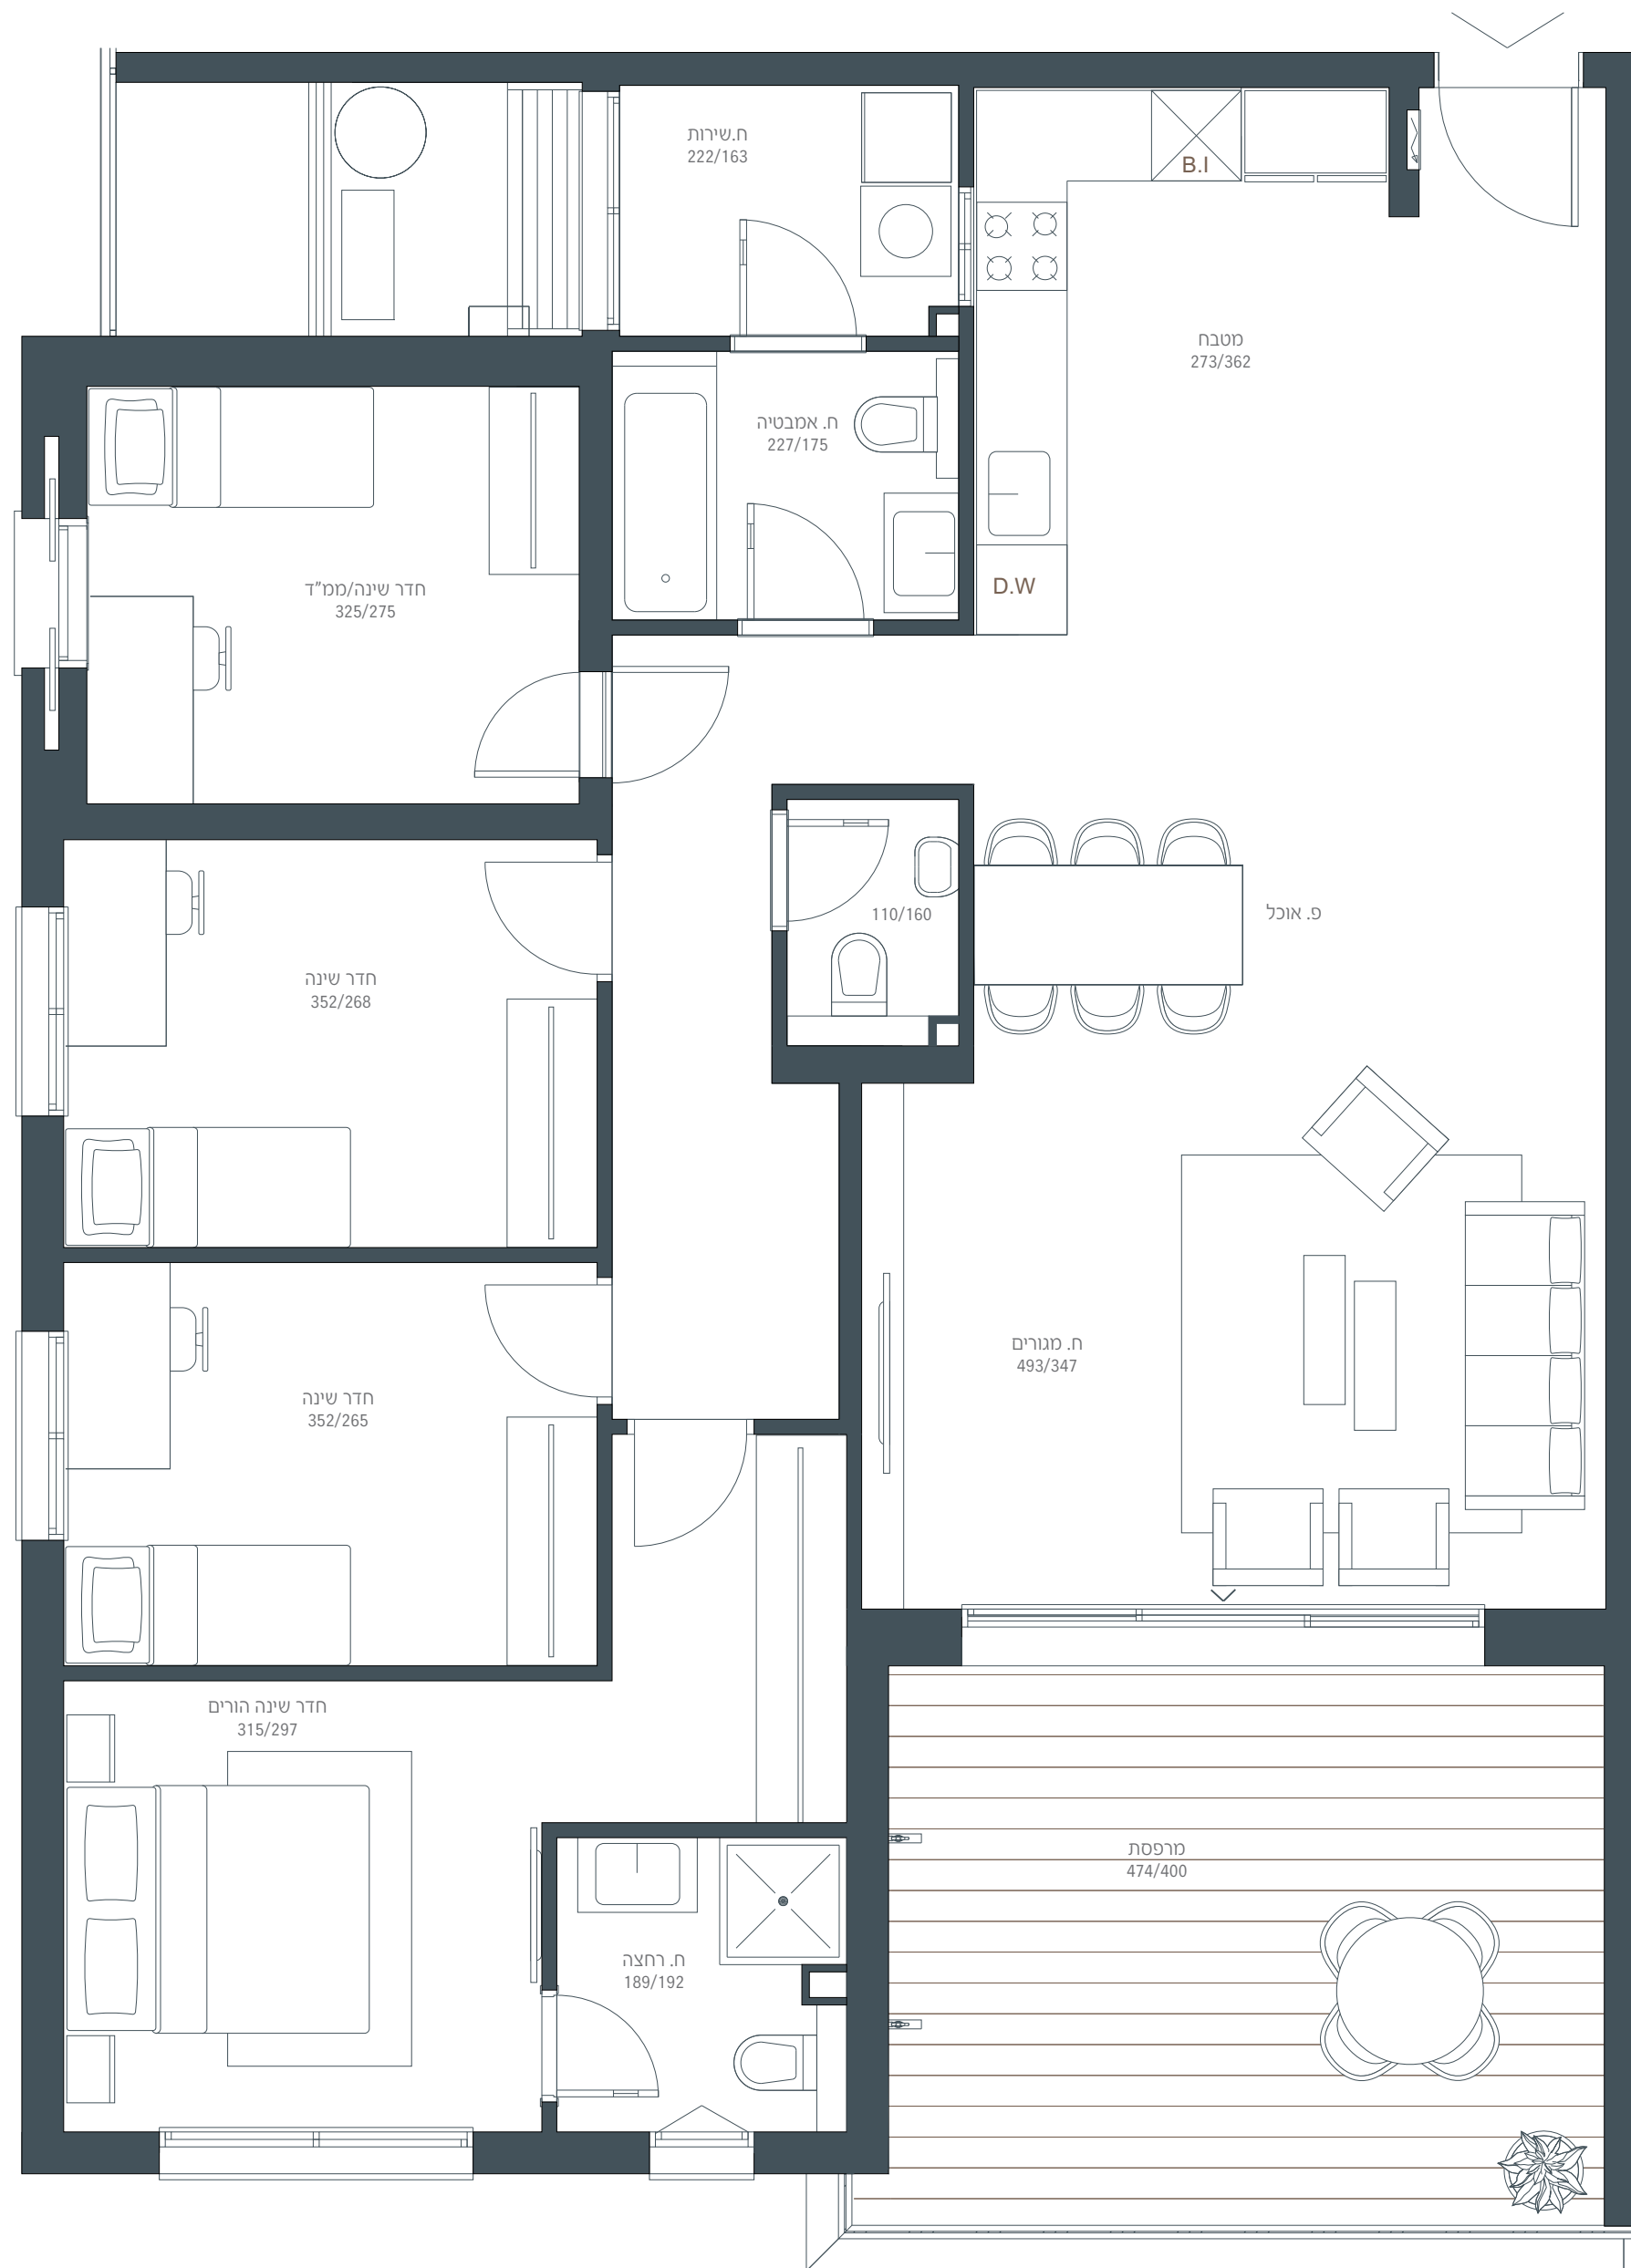 ח.שירות
222/163
B.I
מטבח
273/362
ח. אמבטיה
227/175
D.W
חדר שינה/ממ"ד
325/275
110/160
פ. אוכל
חדר שינה
352/268
ח. מגורים
493/347
חדר שינה
352/265
חדר שינה הורים
315/297
מרפסת
474/400
ח. רחצה
189/192